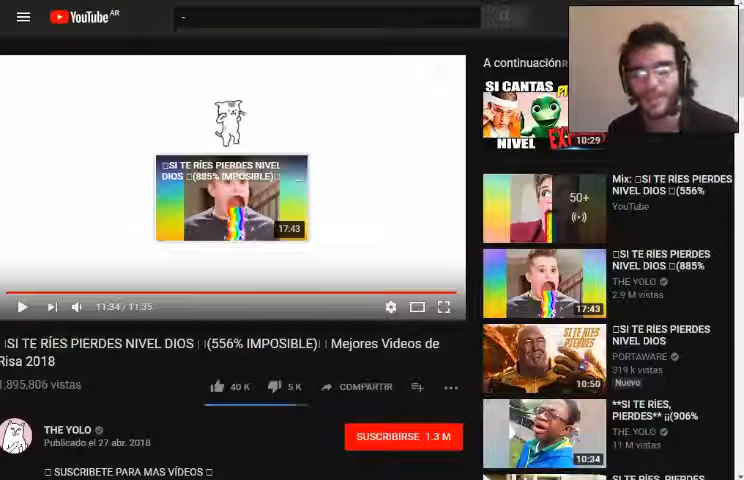 YouTube AR
-
A continuación
SI CANTAS
NIVEL
10:29
□SI TE RÍES PIERDES NIVEL
DIOS □(885% IMPOSIBLE)□
17:43
Mix: □SI TE RÍES PIERDES
NIVEL DIOS □(556%
YouTube
50+
□SI TE RÍES PIERDES
NIVEL DIOS □(885%
THE YOLO
2.9 M vistas
17:43
11:34 / 11:35
□SI TE RÍES PIERDES NIVEL DIOS □□(556% IMPOSIBLE)□□ Mejores Videos de
Risa 2018
1,895,806 vistas
40 K
5 K
COMPARTIR
SI TE RIES
PIERDES
10:50
□SI TE RÍES PIERDES
NIVEL DIOS
PORTAWARE
319 k vistas
Nuevo
**SI TE RÍES,
PIERDES** ¡¡(906%
THE YOLO
11 M vistas
10:34
THE YOLO
Publicado el 27 abr. 2018
SUSCRIBIRSE 1.3 M
□ SUSCRIBETE PARA MAS VÍDEOS □